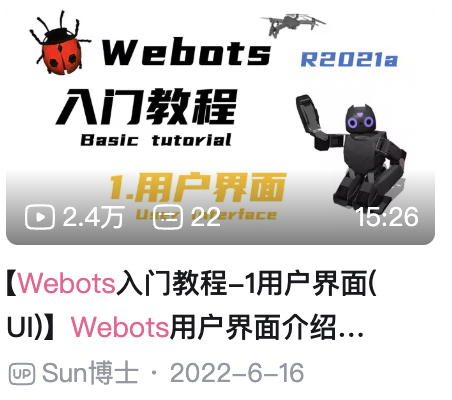 Webots
R2021a
入门教程
Basic tutorial
1.用户界面
User interface
2.4万 22 15:26
【Webots入门教程-1用户界面(
UI)】Webots用户界面介绍...
UP Sun博士 · 2022-6-16